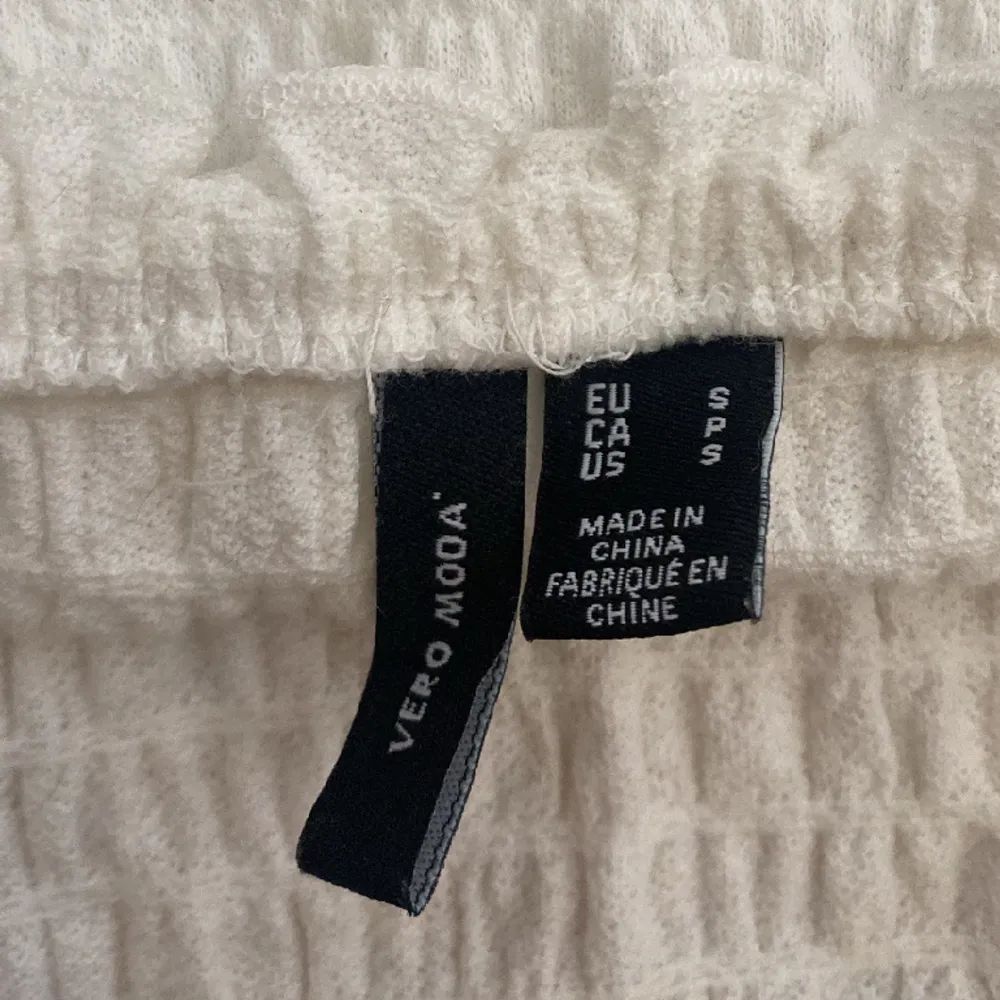 VERO MODA
EU S
CA P
US S
MADE IN
CHINA
FABRIQUÉ EN
CHINE